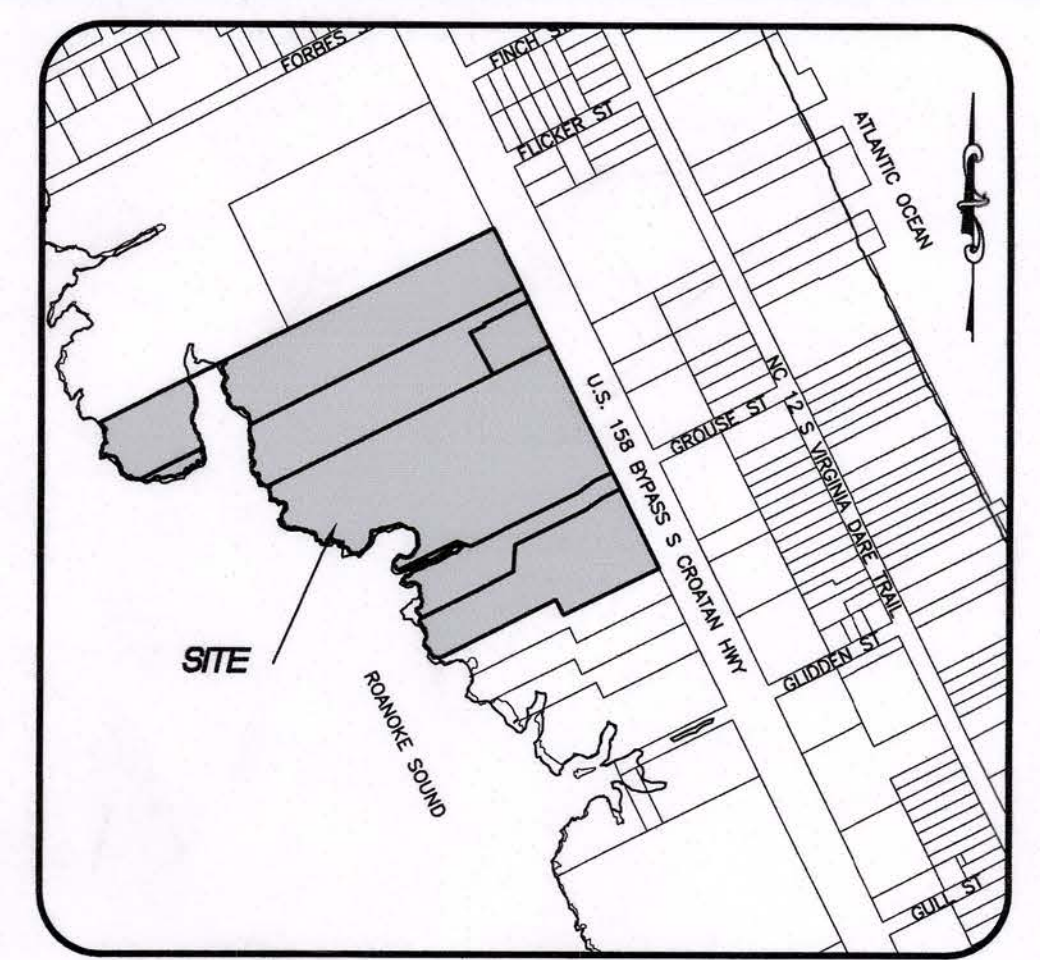 FORBES S
FINCH ST
FLICKER ST
ATLANTIC OCEAN
U.S. 158 BYPASS S CROATAN HWY
NC 12 S VIRGINIA DARE TRAIL
GROUSE ST
SITE
GLIDDEN ST
ROANOKE SOUND
GULL ST